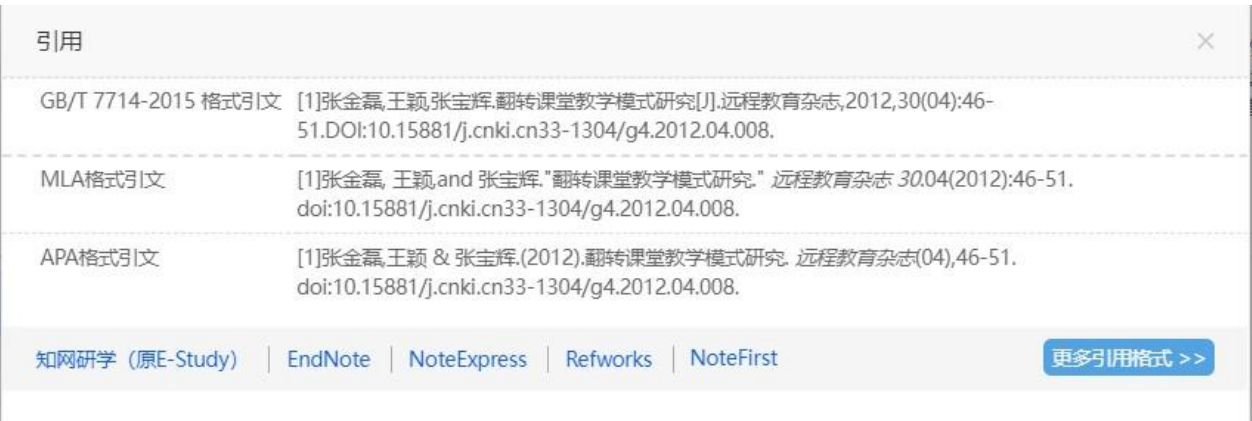 引用
GB/T 7714-2015 格式引文 [1]张金磊,王颖,张宝辉.翻转课堂教学模式研究[J].远程教育杂志,2012,30(04):46-
51.DOI:10.15881/j.cnki.cn33-1304/g4.2012.04.008.
MLA格式引文 [1]张金磊, 王颖,and 张宝辉."翻转课堂教学模式研究." 远程教育杂志 30.04(2012):46-51.
doi:10.15881/j.cnki.cn33-1304/g4.2012.04.008.
APA格式引文 [1]张金磊,王颖 & 张宝辉.(2012).翻转课堂教学模式研究. 远程教育杂志(04),46-51.
doi:10.15881/j.cnki.cn33-1304/g4.2012.04.008.
知网研学（原E-Study） | EndNote | NoteExpress | Refworks | NoteFirst 更多引用格式 >>